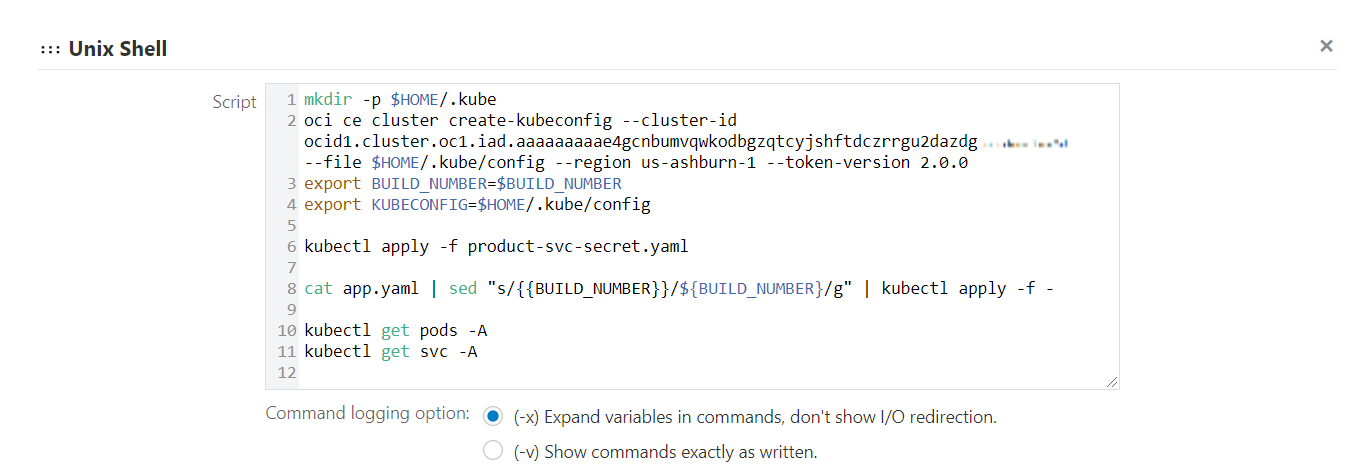 Unix Shell
Script
1 mkdir -p $HOME/.kube
2 oci ce cluster create-kubeconfig --cluster-id
ocid1.cluster.oc1.iad.aaaaaaaaae4gcnbumvqwkodbgzqtcyjshftdczrrgu2dazdg
--file $HOME/.kube/config --region us-ashburn-1 --token-version 2.0.0
3 export BUILD_NUMBER=$BUILD_NUMBER
4 export KUBECONFIG=$HOME/.kube/config
5
6 kubectl apply -f product-svc-secret.yaml
7
8 cat app.yaml | sed "s/{{BUILD_NUMBER}}/${BUILD_NUMBER}/g" | kubectl apply -f -
9
10 kubectl get pods -A
11 kubectl get svc -A
12
Command logging option: (-x) Expand variables in commands, don't show I/O redirection.
(-v) Show commands exactly as written.